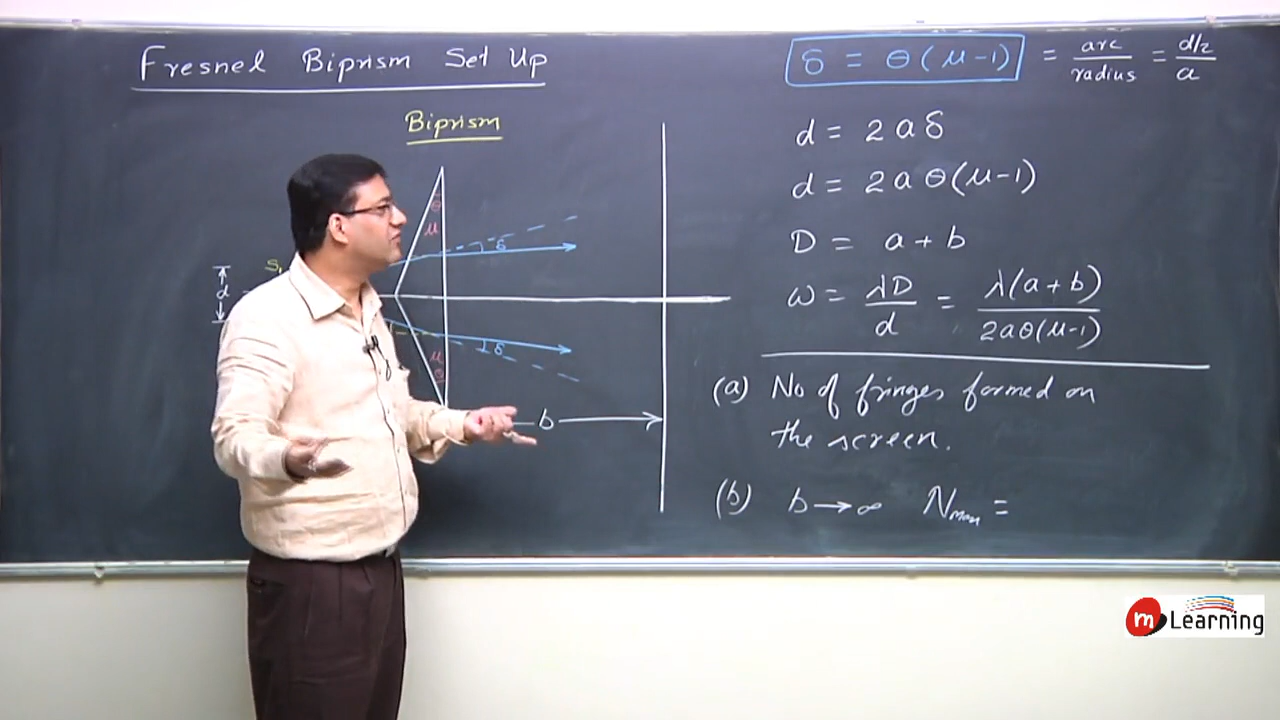 Fresnel Biprism Set Up
Biprism
θ
μ
δ
S₁
d
δ
μ
θ
b
δ = θ(μ-1) = arc/radius = d/2/a
d = 2aδ
d = 2aθ(μ-1)
D = a+b
ω = λD/d = λ(a+b)/2aθ(μ-1)
(a) No of fringes formed on
the screen.
(b) b→∞ Nmax =
m Learning